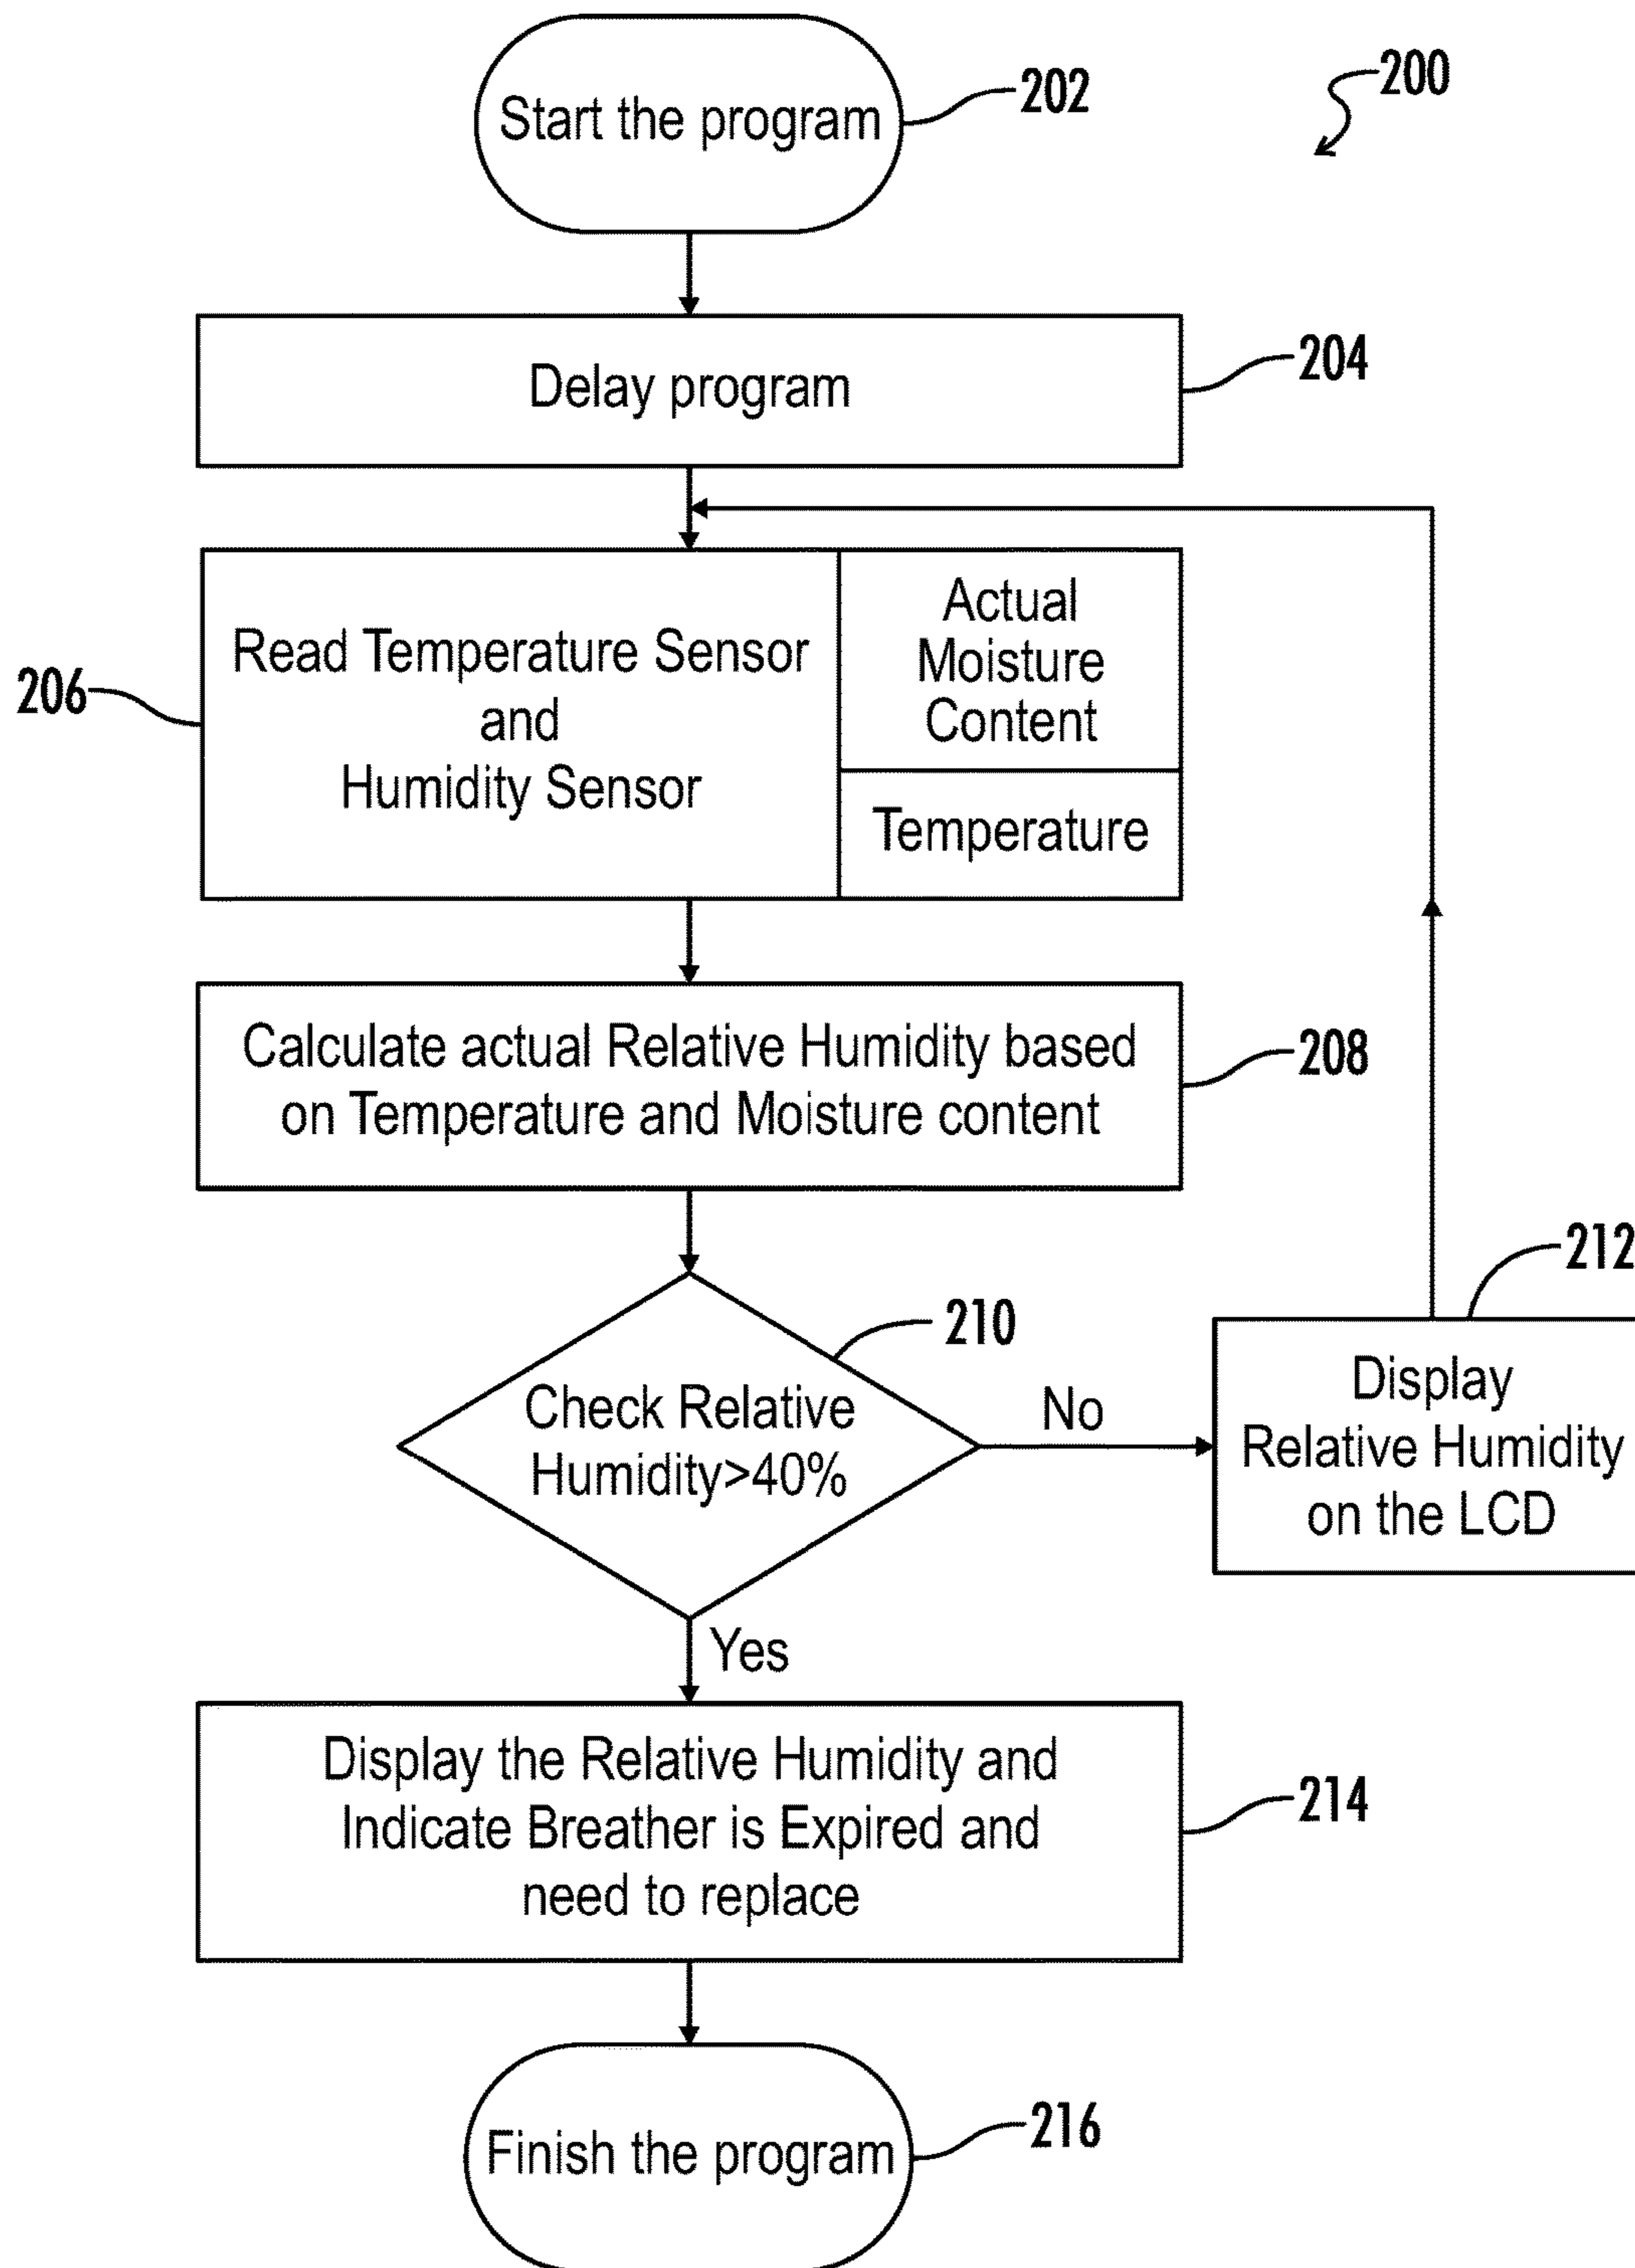 200
Start the program
202
Delay program
204
Read Temperature Sensor
and
Humidity Sensor
206
Actual
Moisture
Content
Temperature
Calculate actual Relative Humidity based
on Temperature and Moisture content
208
Check Relative
Humidity>40%
210
No
Display
Relative Humidity
on the LCD
212
Yes
Display the Relative Humidity and
Indicate Breather is Expired and
need to replace
214
Finish the program
216